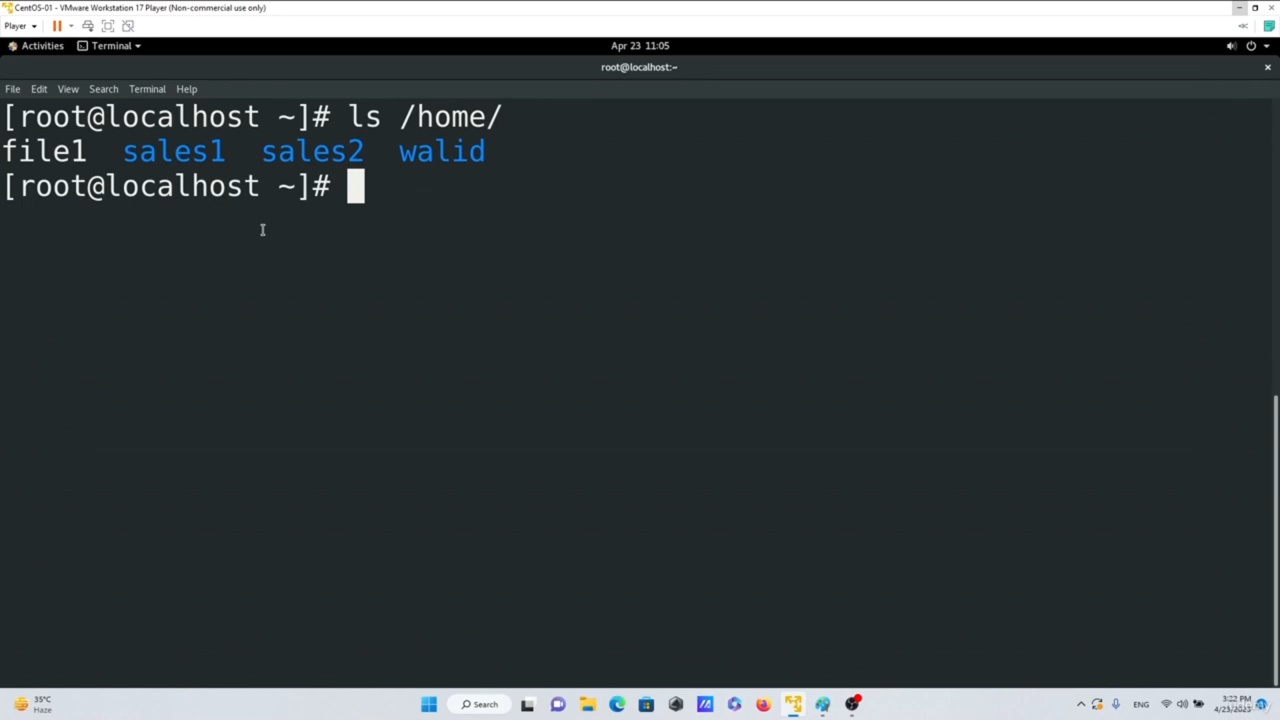 CentOS-01 - VMware Workstation 17 Player (Non-commercial use only)
Player
Activities Terminal Apr 23 11:05
root@localhost:~
File Edit View Search Terminal Help
[root@localhost ~]# ls /home/
file1 sales1 sales2 walid
[root@localhost ~]#
35°C
Haze
Search
ENG
3:22 PM
4/23/2023